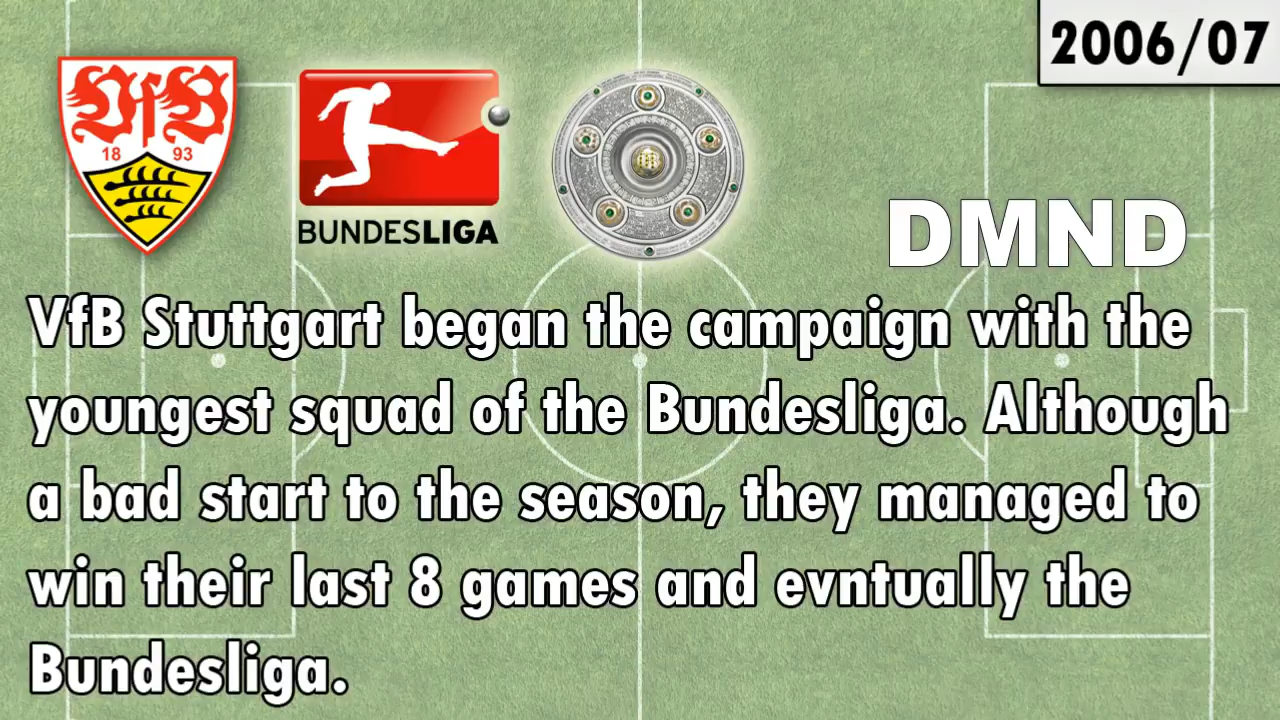 2006/07
VfB
18 93
BUNDESLIGA
DMND
VfB Stuttgart began the campaign with the
youngest squad of the Bundesliga. Although
a bad start to the season, they managed to
win their last 8 games and evntually the
Bundesliga.